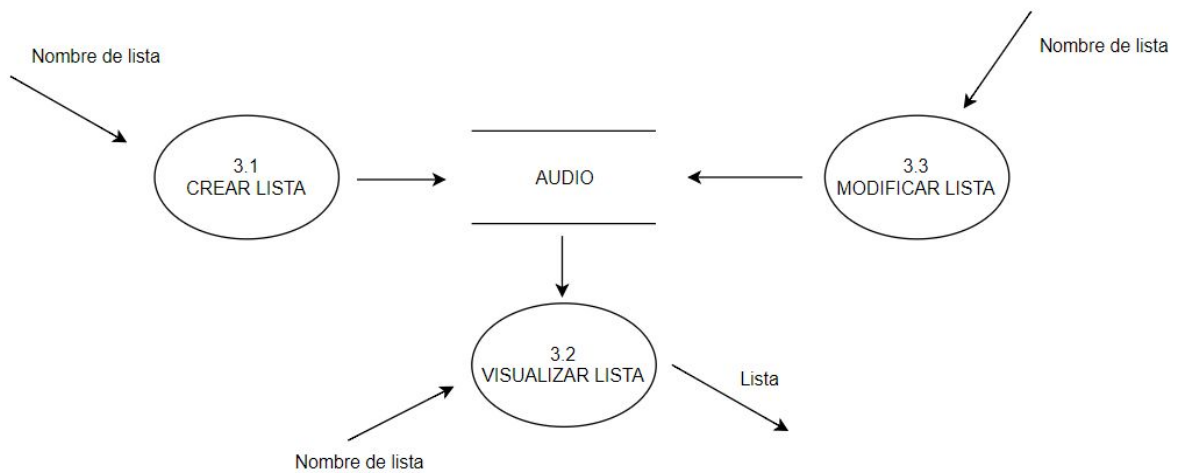 Nombre de lista
Nombre de lista
3.1
CREAR LISTA
AUDIO
3.3
MODIFICAR LISTA
3.2
VISUALIZAR LISTA
Lista
Nombre de lista